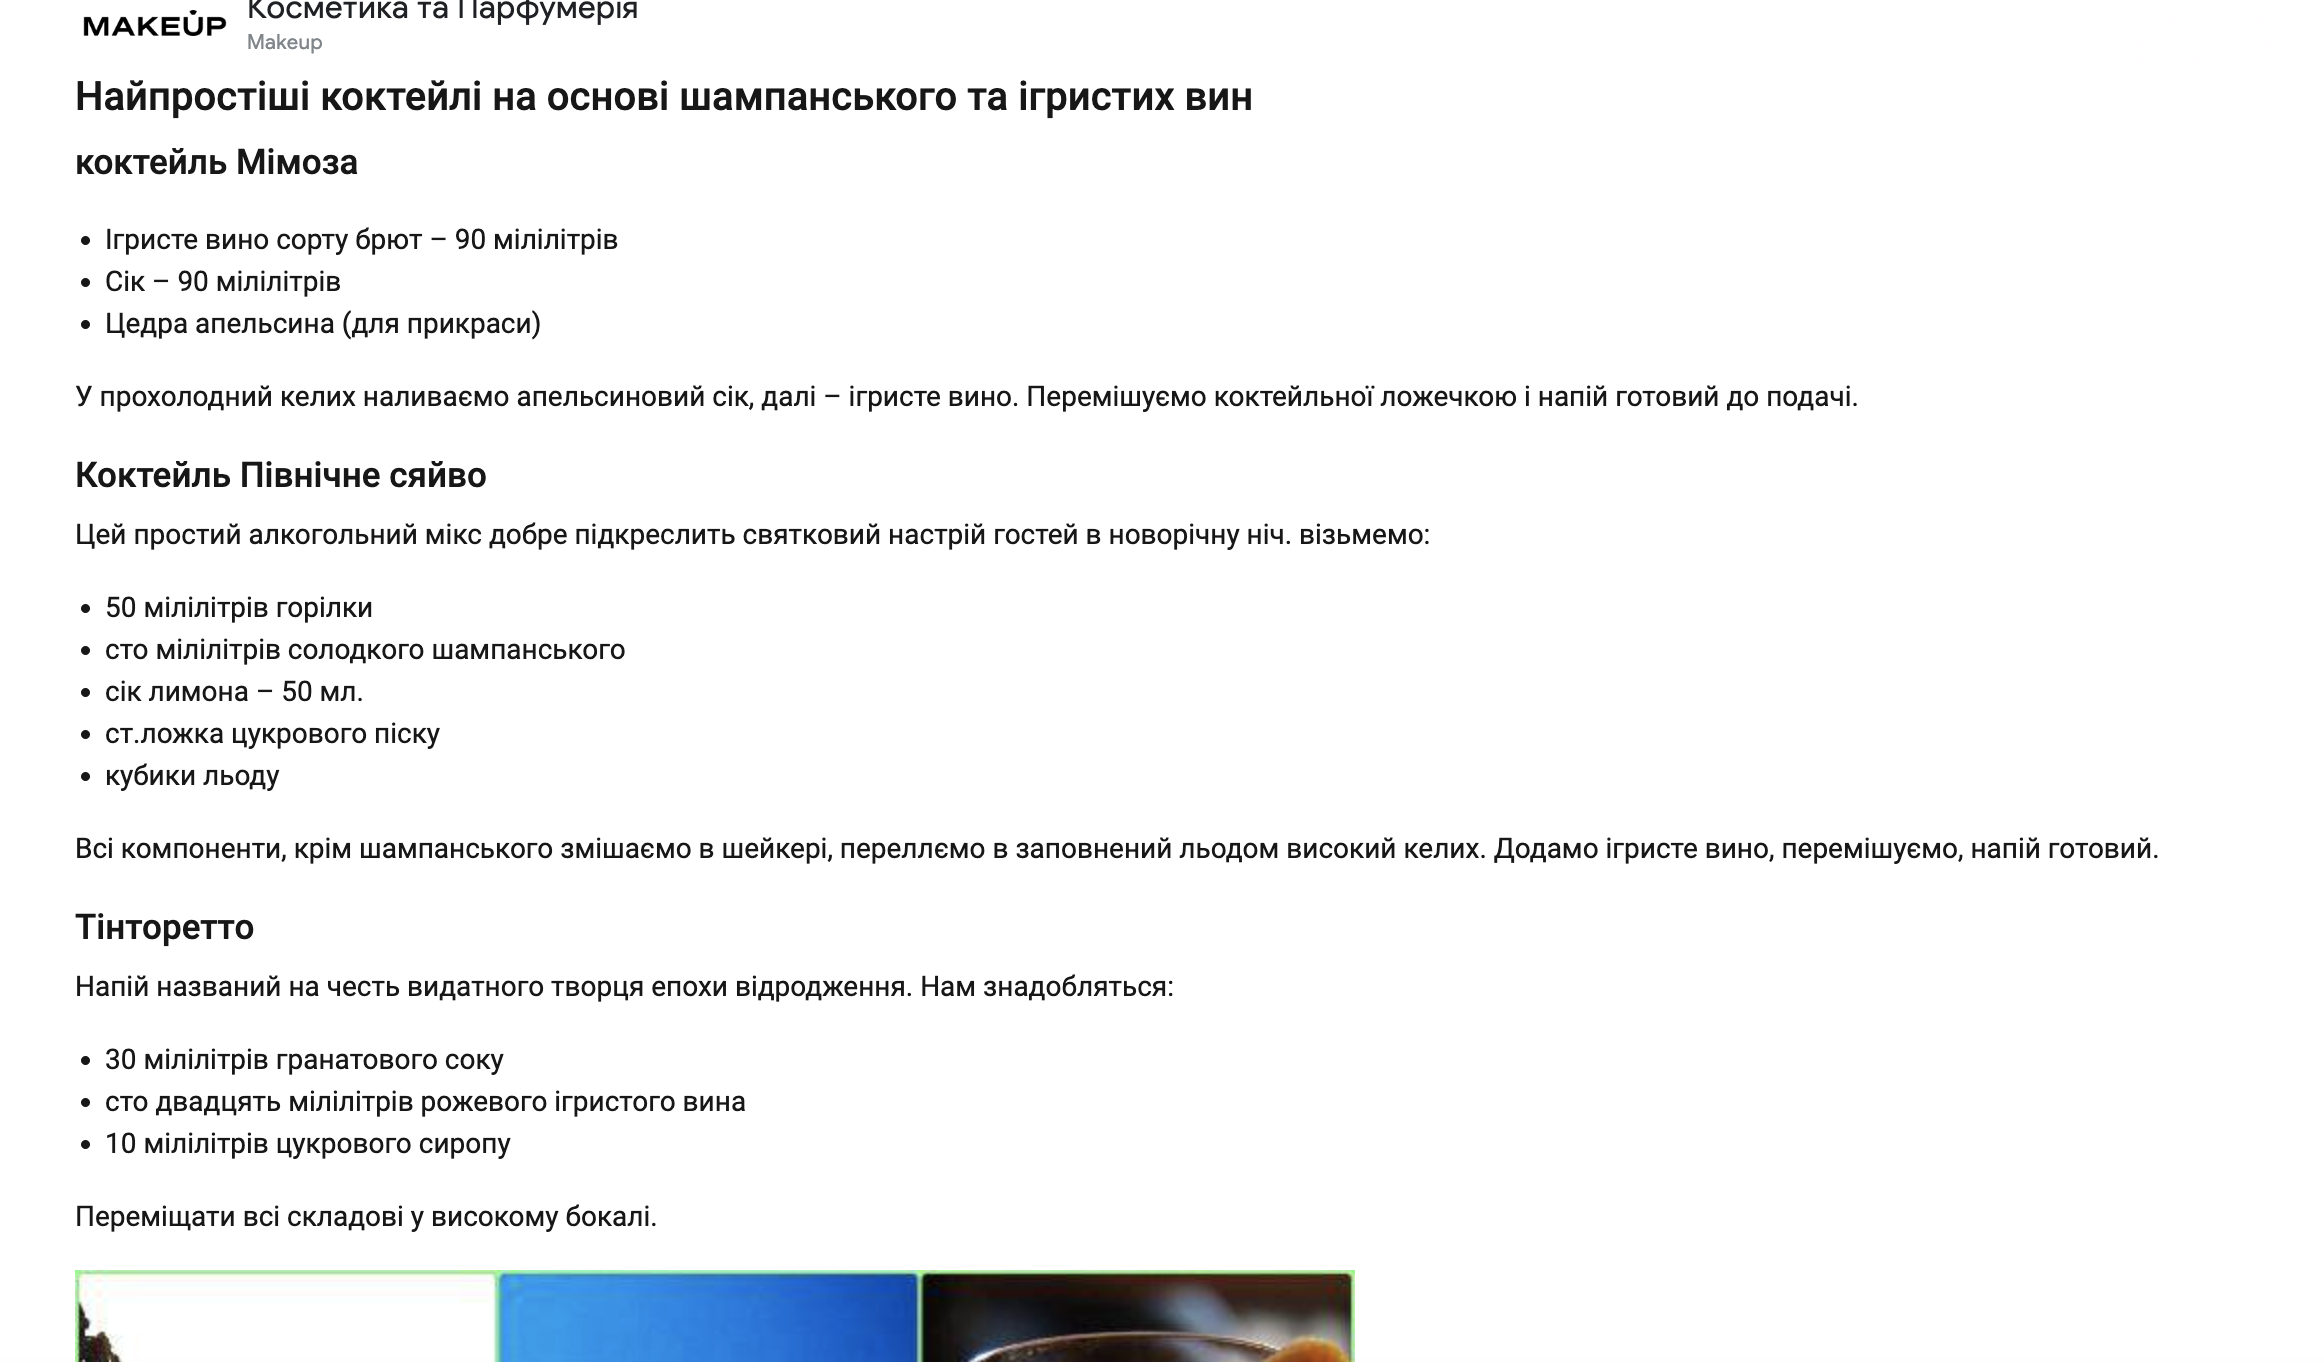 Косметика та Парфумерія
MAKEUP
Makeup
Найпростіші коктейлі на основі шампанського та ігристих вин
коктейль Мімоза
• Ігристе вино сорту брют – 90 мілілітрів
• Сік – 90 мілілітрів
• Цедра апельсина (для прикраси)
У прохолодний келих наливаємо апельсиновий сік, далі – ігристе вино. Перемішуємо коктейльної ложечкою і напій готовий до подачі.
Коктейль Північне сяйво
Цей простий алкогольний мікс добре підкреслить святковий настрій гостей в новорічну ніч. візьмемо:
• 50 мілілітрів горілки
• сто мілілітрів солодкого шампанського
• сік лимона – 50 мл.
• ст.ложка цукрового піску
• кубики льоду
Всі компоненти, крім шампанського змішаємо в шейкері, переллємо в заповнений льодом високий келих. Додамо ігристе вино, перемішуємо, напій готовий.
Тінторетто
Напій названий на честь видатного творця епохи відродження. Нам знадобляться:
• 30 мілілітрів гранатового соку
• сто двадцять мілілітрів рожевого ігристого вина
• 10 мілілітрів цукрового сиропу
Переміщати всі складові у високому бокалі.